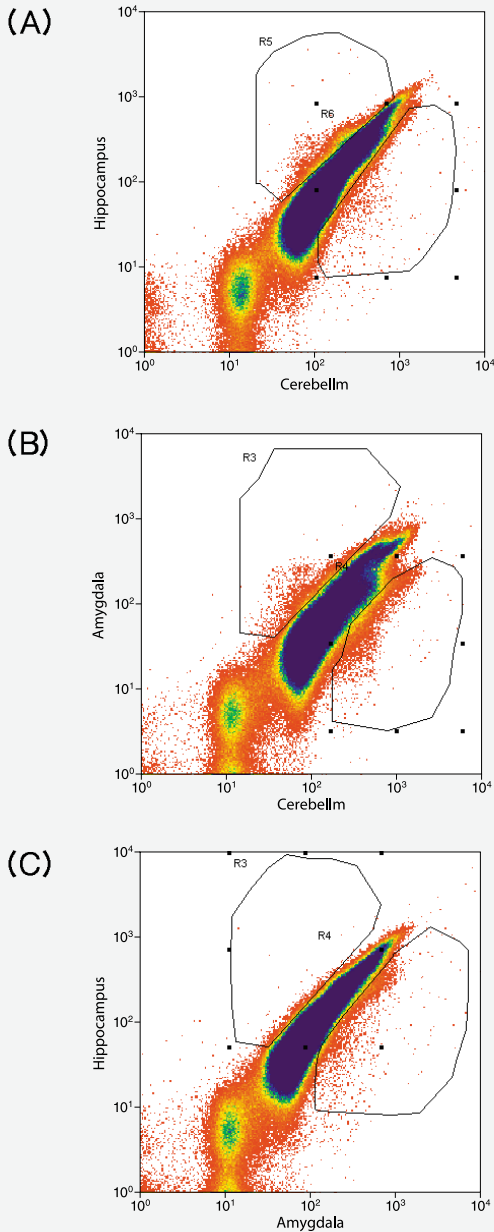 (A)
10⁴
R5
10³
R6
Hippocampus
10²
10¹
10⁰
10⁰ 10¹ 10² 10³ 10⁴
Cerebellm
(B)
10⁴
R3
10³
R4
Amygdala
10²
10¹
10⁰
10⁰ 10¹ 10² 10³ 10⁴
Cerebellm
(C)
10⁴
R3
10³
R4
Hippocampus
10²
10¹
10⁰
10⁰ 10¹ 10² 10³ 10⁴
Amygdala